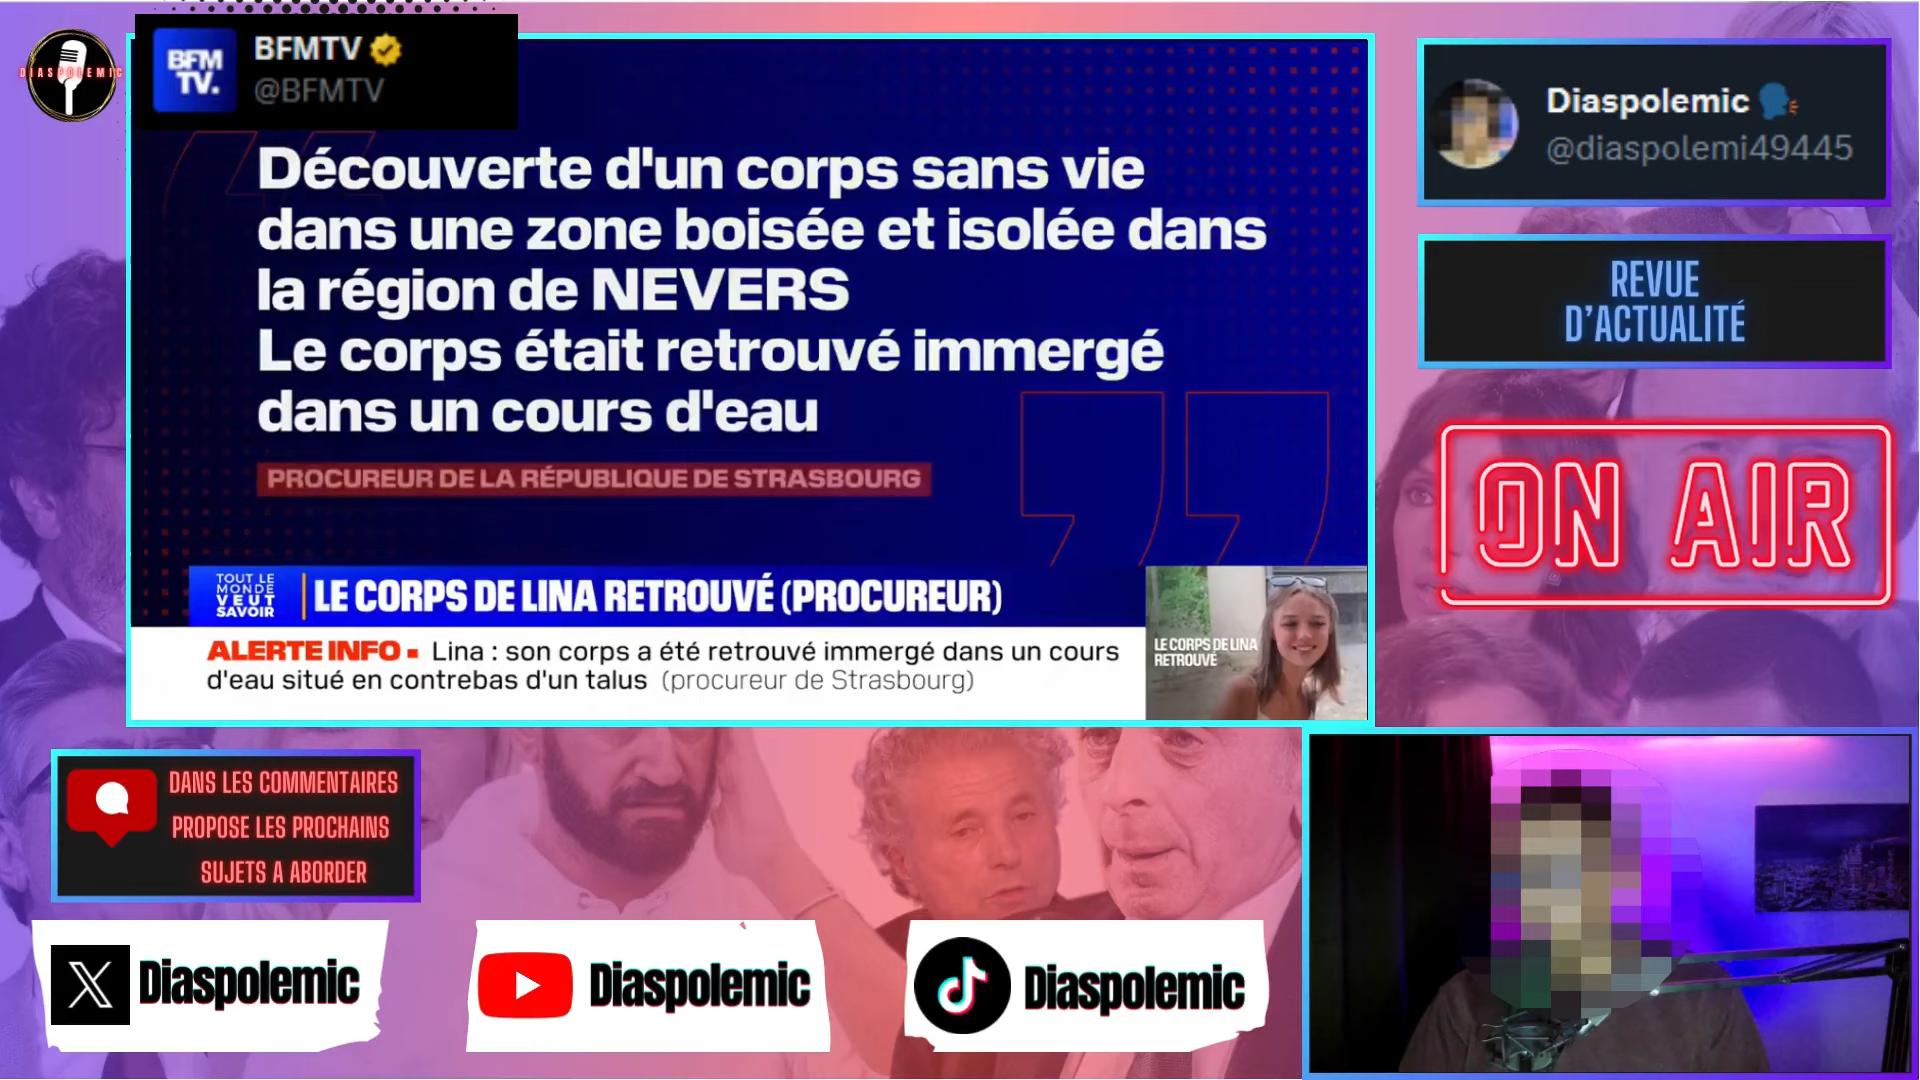 DIASPOLEMIC
BFM
TV.
BFMTV
@BFMTV
Découverte d'un corps sans vie
dans une zone boisée et isolée dans
la région de NEVERS
Le corps était retrouvé immergé
dans un cours d'eau
PROCUREUR DE LA RÉPUBLIQUE DE STRASBOURG
TOUT LE
MONDE
VEUT
SAVOIR
LE CORPS DE LINA RETROUVÉ (PROCUREUR)
ALERTE INFO ▪ Lina : son corps a été retrouvé immergé dans un cours
d'eau situé en contrebas d'un talus (procureur de Strasbourg)
LE CORPS DE LINA
RETROUVÉ
Diaspolemic
@diaspolemi49445
REVUE
D'ACTUALITÉ
ON AIR
DANS LES COMMENTAIRES
PROPOSE LES PROCHAINS
SUJETS A ABORDER
Diaspolemic
Diaspolemic
Diaspolemic